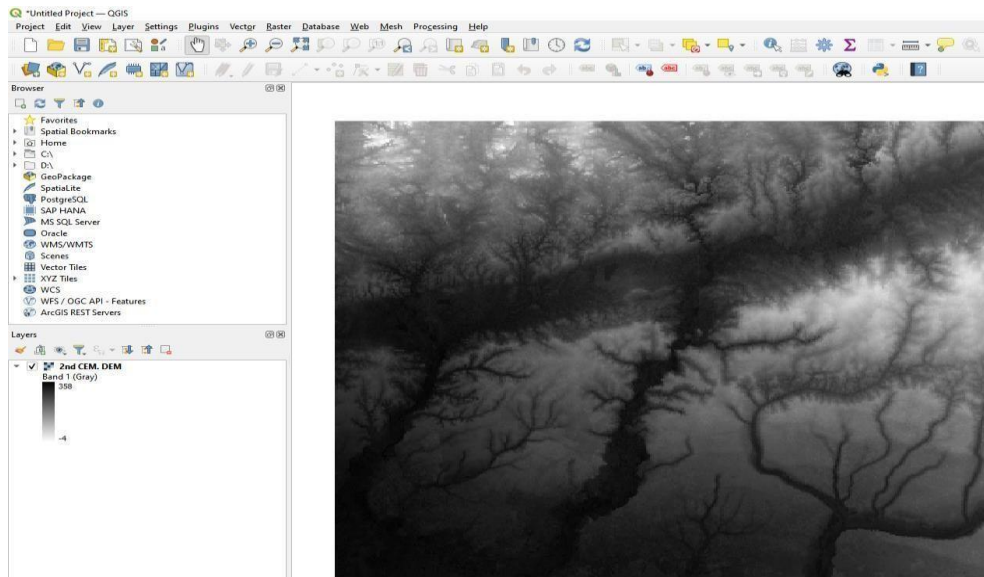 *Untitled Project — QGIS
Project Edit View Layer Settings Plugins Vector Raster Database Web Mesh Processing Help
Browser
Favorites
Spatial Bookmarks
Home
C:\
D:\
GeoPackage
SpatiaLite
PostgreSQL
SAP HANA
MS SQL Server
Oracle
WMS/WMTS
Scenes
Vector Tiles
XYZ Tiles
WCS
WFS / OGC API - Features
ArcGIS REST Servers
Layers
2nd CEM. DEM
Band 1 (Gray)
358
-4